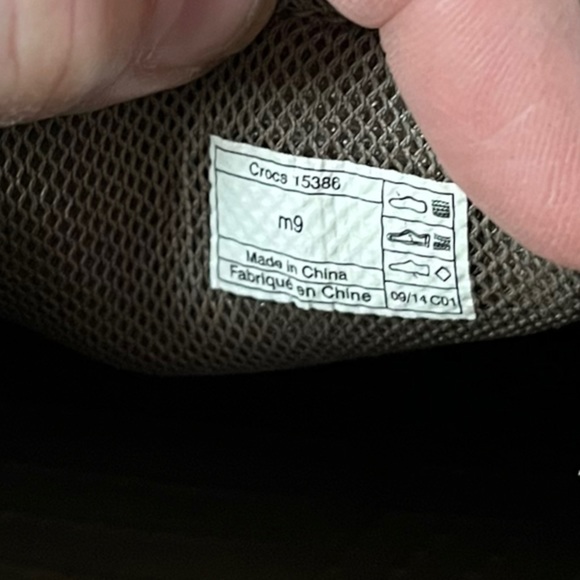 Crocs 15386
m9
Made in China
Fabriqué en Chine
09/14 C01